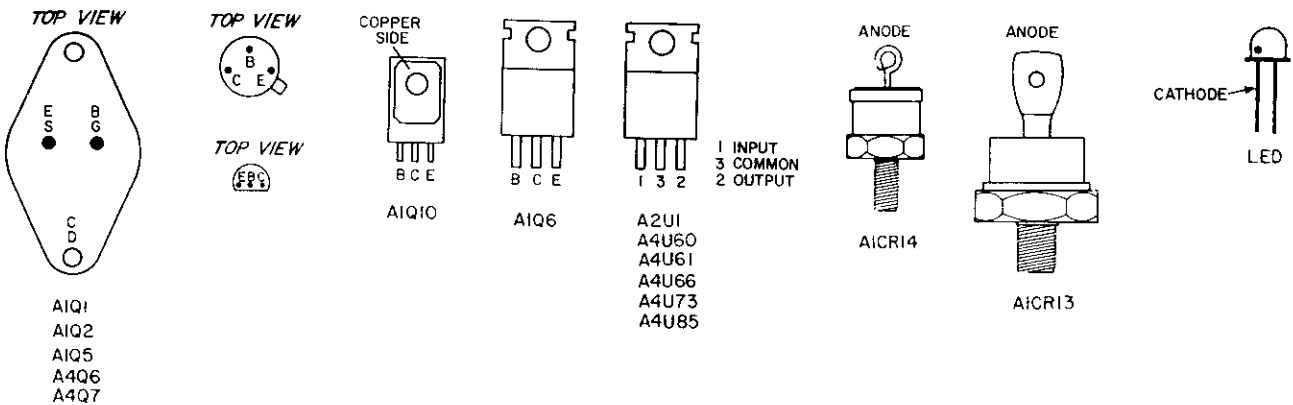 TOP VIEW
E
S
B
G
C
D
A1Q1
A1Q2
A1Q5
A4Q6
A4Q7
TOP VIEW
B
C E
TOP VIEW
EBC
COPPER
SIDE
B C E
A1Q10
B C E
A1Q6
1 3 2
1 INPUT
3 COMMON
2 OUTPUT
A2U1
A4U60
A4U61
A4U66
A4U73
A4U85
ANODE
A1CR14
ANODE
A1CR13
CATHODE
LED